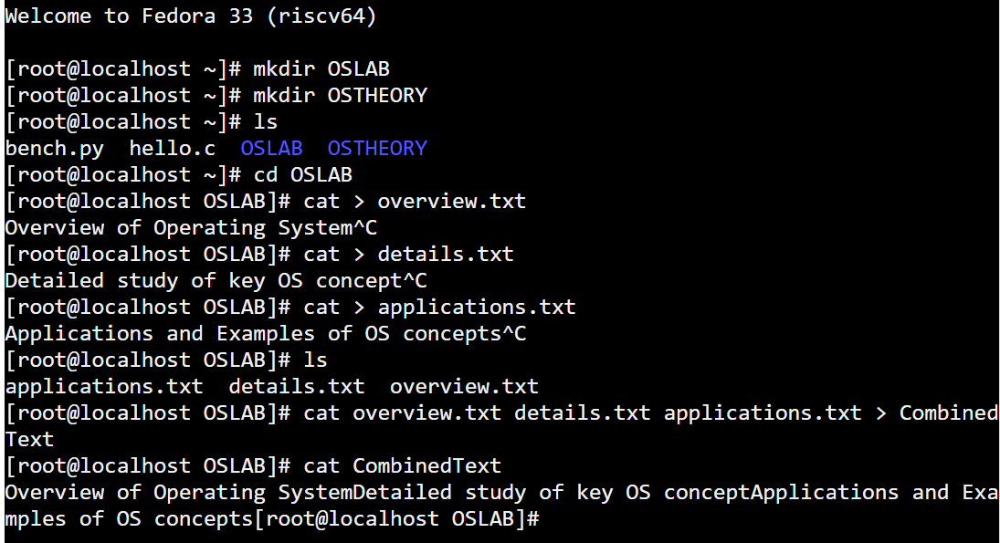 Welcome to Fedora 33 (riscv64)
[root@localhost ~]# mkdir OSLAB
[root@localhost ~]# mkdir OSTHEORY
[root@localhost ~]# ls
bench.py  hello.c  OSLAB  OSTHEORY
[root@localhost ~]# cd OSLAB
[root@localhost OSLAB]# cat > overview.txt
Overview of Operating System^C
[root@localhost OSLAB]# cat > details.txt
Detailed study of key OS concept^C
[root@localhost OSLAB]# cat > applications.txt
Applications and Examples of OS concepts^C
[root@localhost OSLAB]# ls
applications.txt  details.txt  overview.txt
[root@localhost OSLAB]# cat overview.txt details.txt applications.txt > Combined
Text
[root@localhost OSLAB]# cat CombinedText
Overview of Operating SystemDetailed study of key OS conceptApplications and Exa
mples of OS concepts[root@localhost OSLAB]#